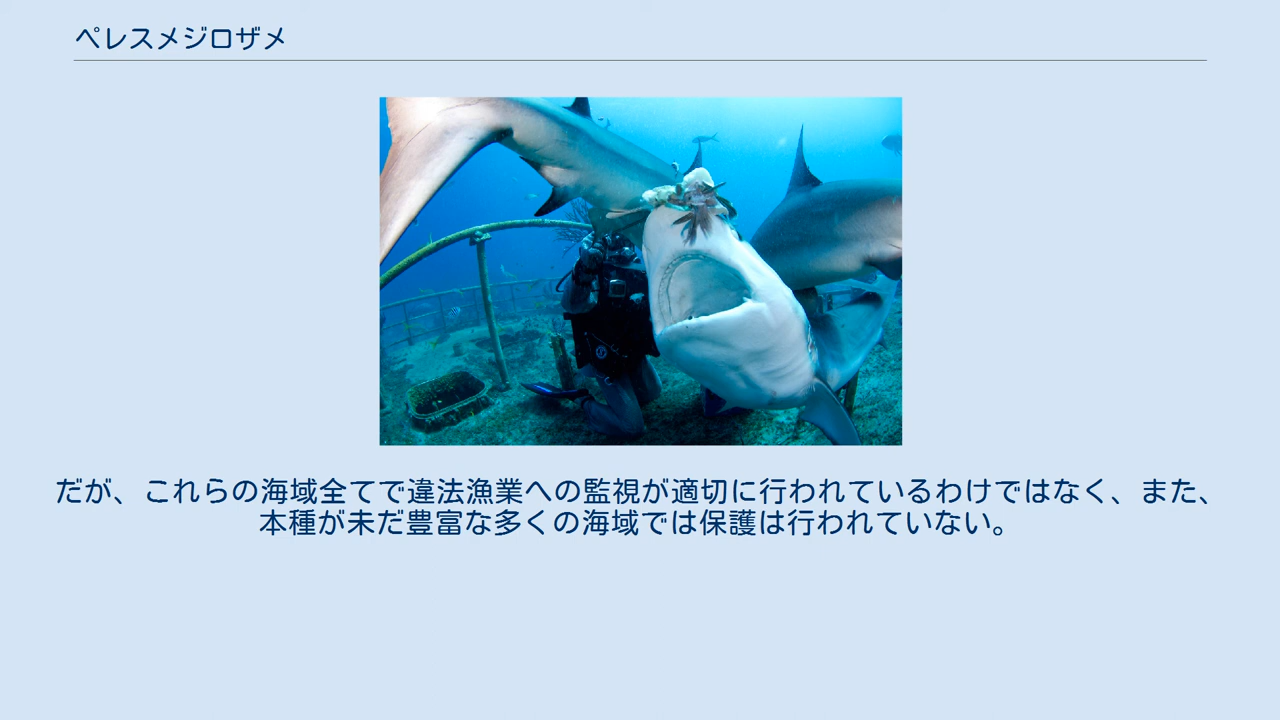 ペレスメジロザメ
だが、これらの海域全てで違法漁業への監視が適切に行われているわけではなく、また、
本種が未だ豊富な多くの海域では保護は行われていない。